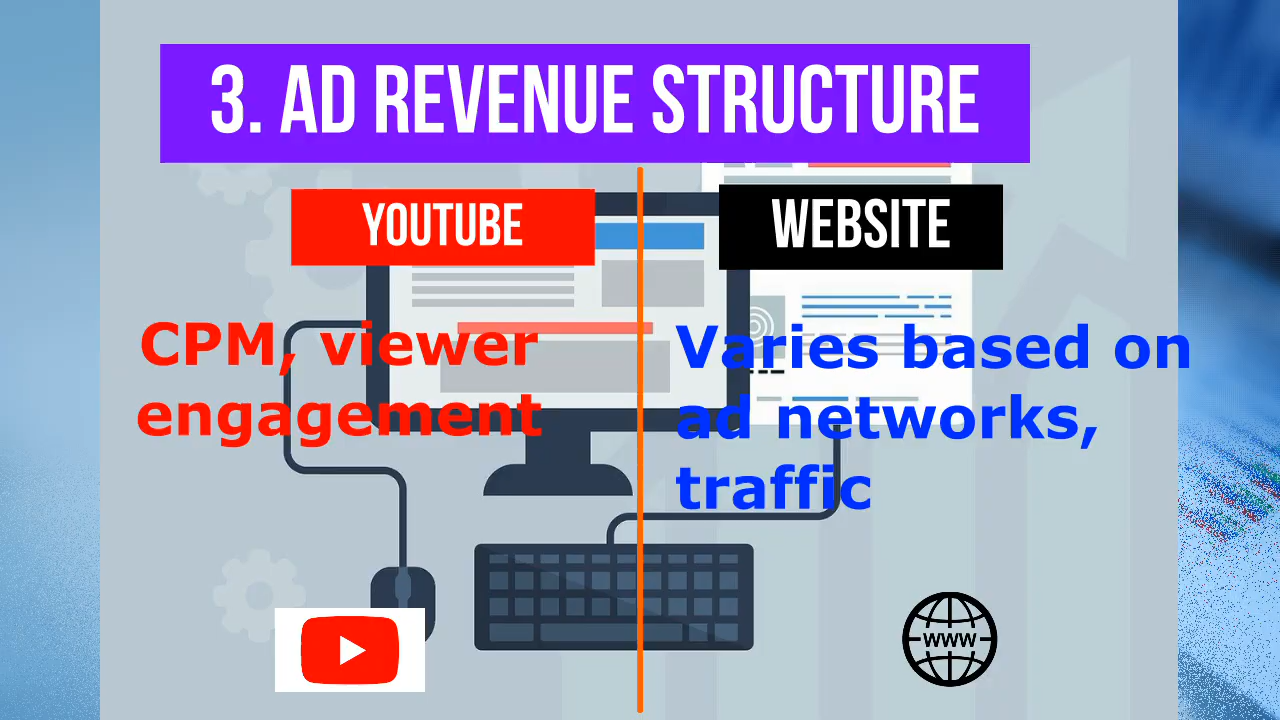 3. AD REVENUE STRUCTURE
YOUTUBE
WEBSITE
CPM, viewer
engagement
Varies based on
ad networks,
traffic
WWW